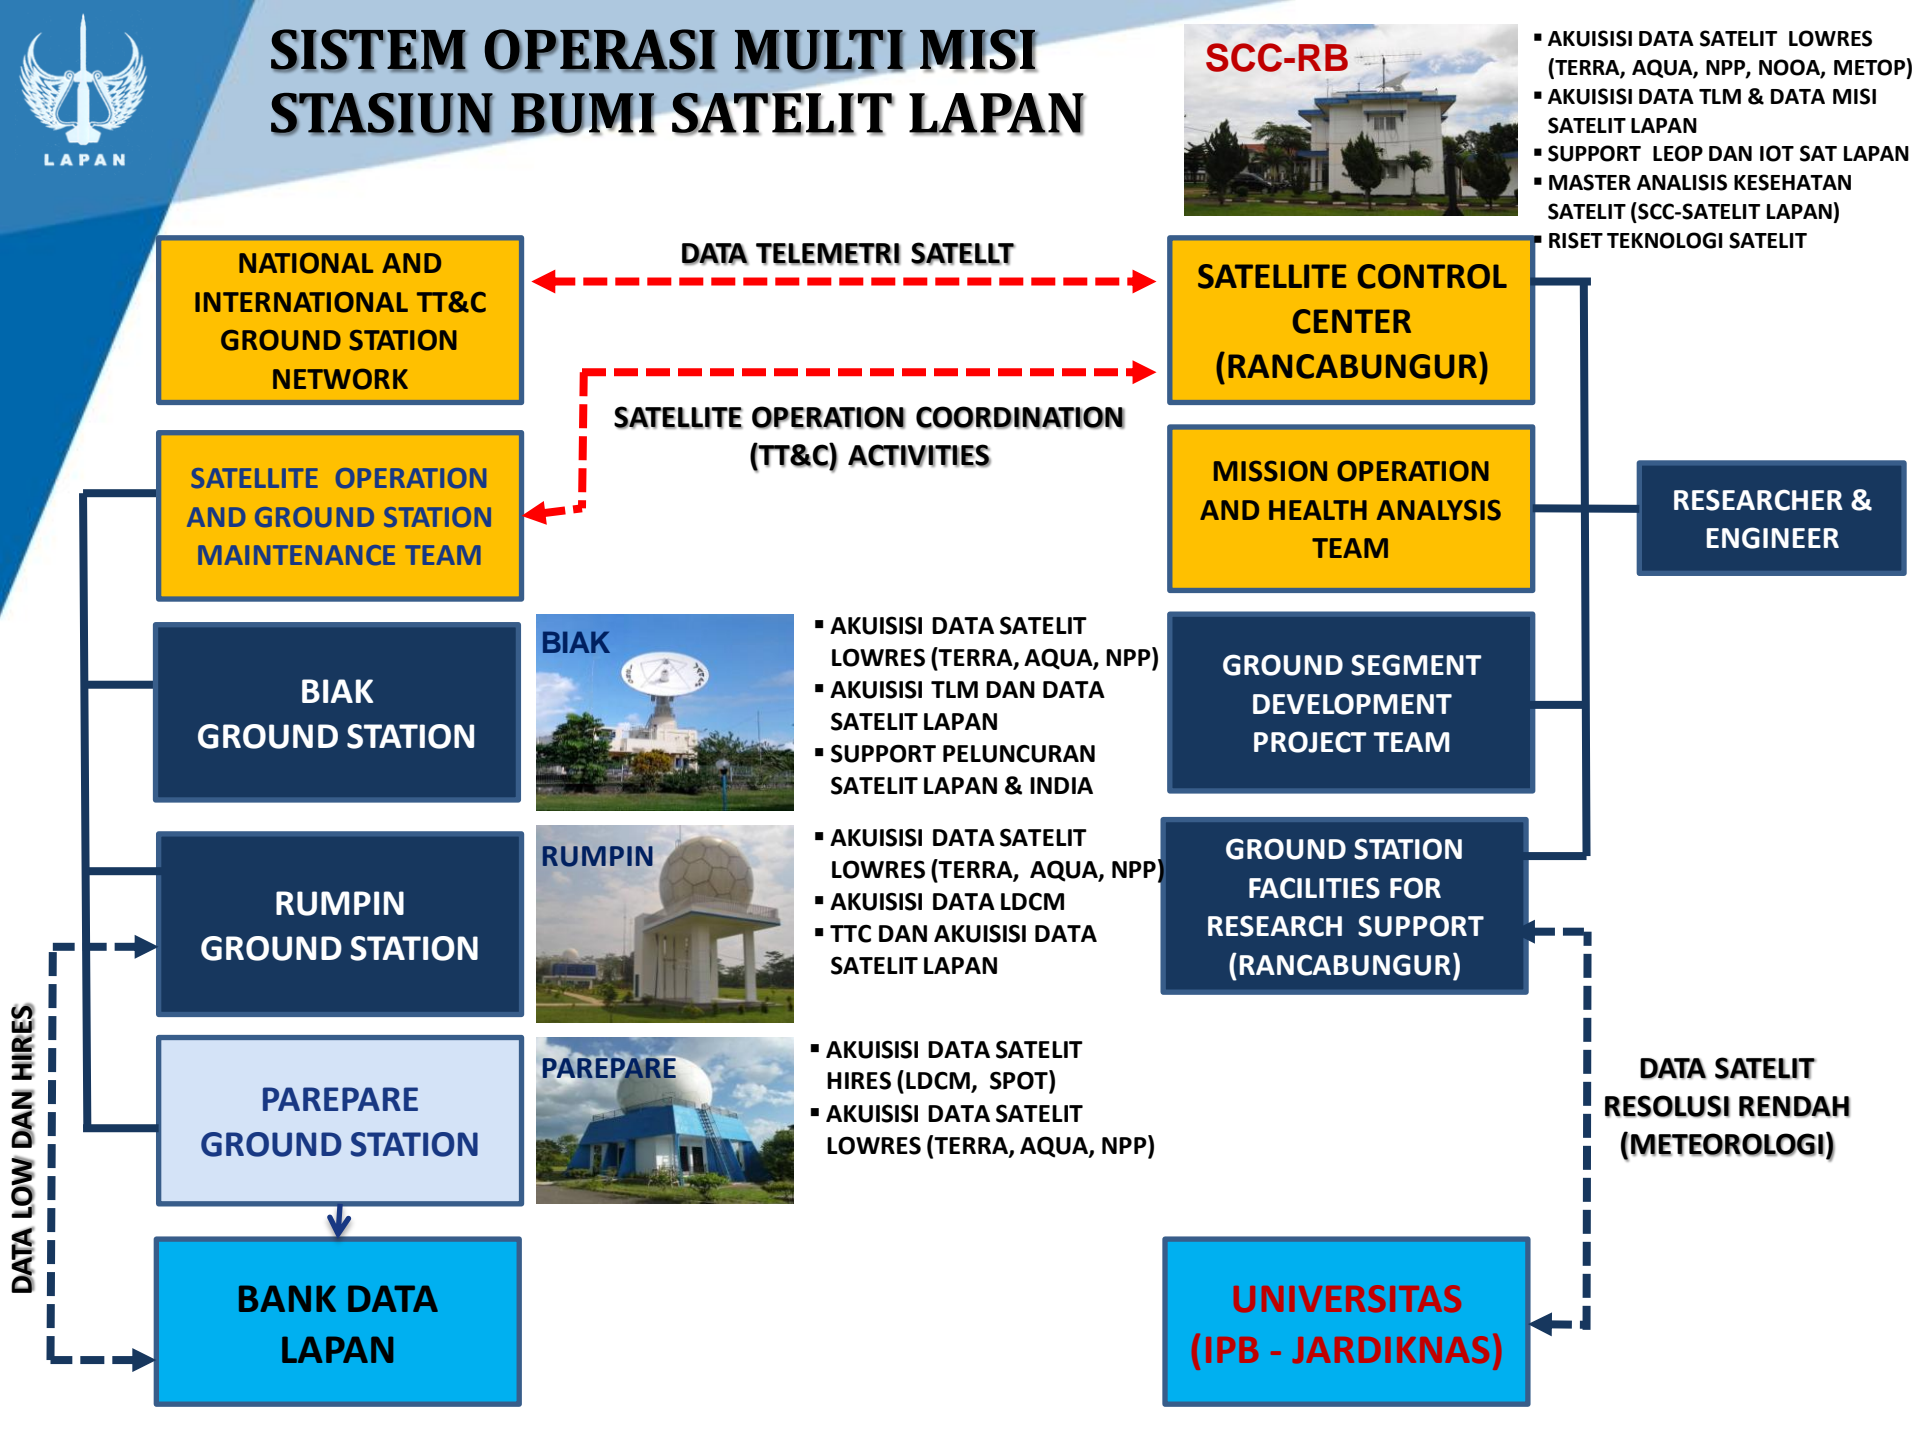 LAPAN
SISTEM OPERASI MULTI MISI
STASIUN BUMI SATELIT LAPAN
SCC-RB
▪ AKUISISI DATA SATELIT LOWRES
(TERRA, AQUA, NPP, NOOA, METOP)
▪ AKUISISI DATA TLM & DATA MISI
SATELIT LAPAN
▪ SUPPORT LEOP DAN IOT SAT LAPAN
▪ MASTER ANALISIS KESEHATAN
SATELIT (SCC-SATELIT LAPAN)
▪ RISET TEKNOLOGI SATELIT
NATIONAL AND
INTERNATIONAL TT&C
GROUND STATION
NETWORK
DATA TELEMETRI SATELLT
SATELLITE CONTROL
CENTER
(RANCABUNGUR)
SATELLITE OPERATION COORDINATION
(TT&C) ACTIVITIES
SATELLITE OPERATION
AND GROUND STATION
MAINTENANCE TEAM
MISSION OPERATION
AND HEALTH ANALYSIS
TEAM
RESEARCHER &
ENGINEER
BIAK
GROUND STATION
BIAK
▪ AKUISISI DATA SATELIT
LOWRES (TERRA, AQUA, NPP)
▪ AKUISISI TLM DAN DATA
SATELIT LAPAN
▪ SUPPORT PELUNCURAN
SATELIT LAPAN & INDIA
GROUND SEGMENT
DEVELOPMENT
PROJECT TEAM
RUMPIN
GROUND STATION
RUMPIN
▪ AKUISISI DATA SATELIT
LOWRES (TERRA, AQUA, NPP)
▪ AKUISISI DATA LDCM
▪ TTC DAN AKUISISI DATA
SATELIT LAPAN
GROUND STATION
FACILITIES FOR
RESEARCH SUPPORT
(RANCABUNGUR)
DATA LOW DAN HIRES
PAREPARE
GROUND STATION
PAREPARE
▪ AKUISISI DATA SATELIT
HIRES (LDCM, SPOT)
▪ AKUISISI DATA SATELIT
LOWRES (TERRA, AQUA, NPP)
DATA SATELIT
RESOLUSI RENDAH
(METEOROLOGI)
BANK DATA
LAPAN
UNIVERSITAS
(IPB - JARDIKNAS)